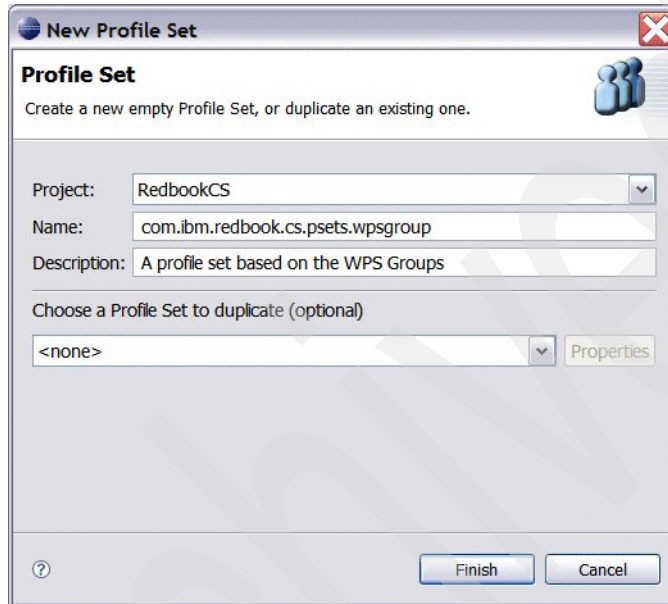 New Profile Set
Profile Set
Create a new empty Profile Set, or duplicate an existing one.
Project: RedbookCS
Name: com.ibm.redbook.cs.psets.wpsgroup
Description: A profile set based on the WPS Groups
Choose a Profile Set to duplicate (optional)
<none> Properties
? Finish Cancel